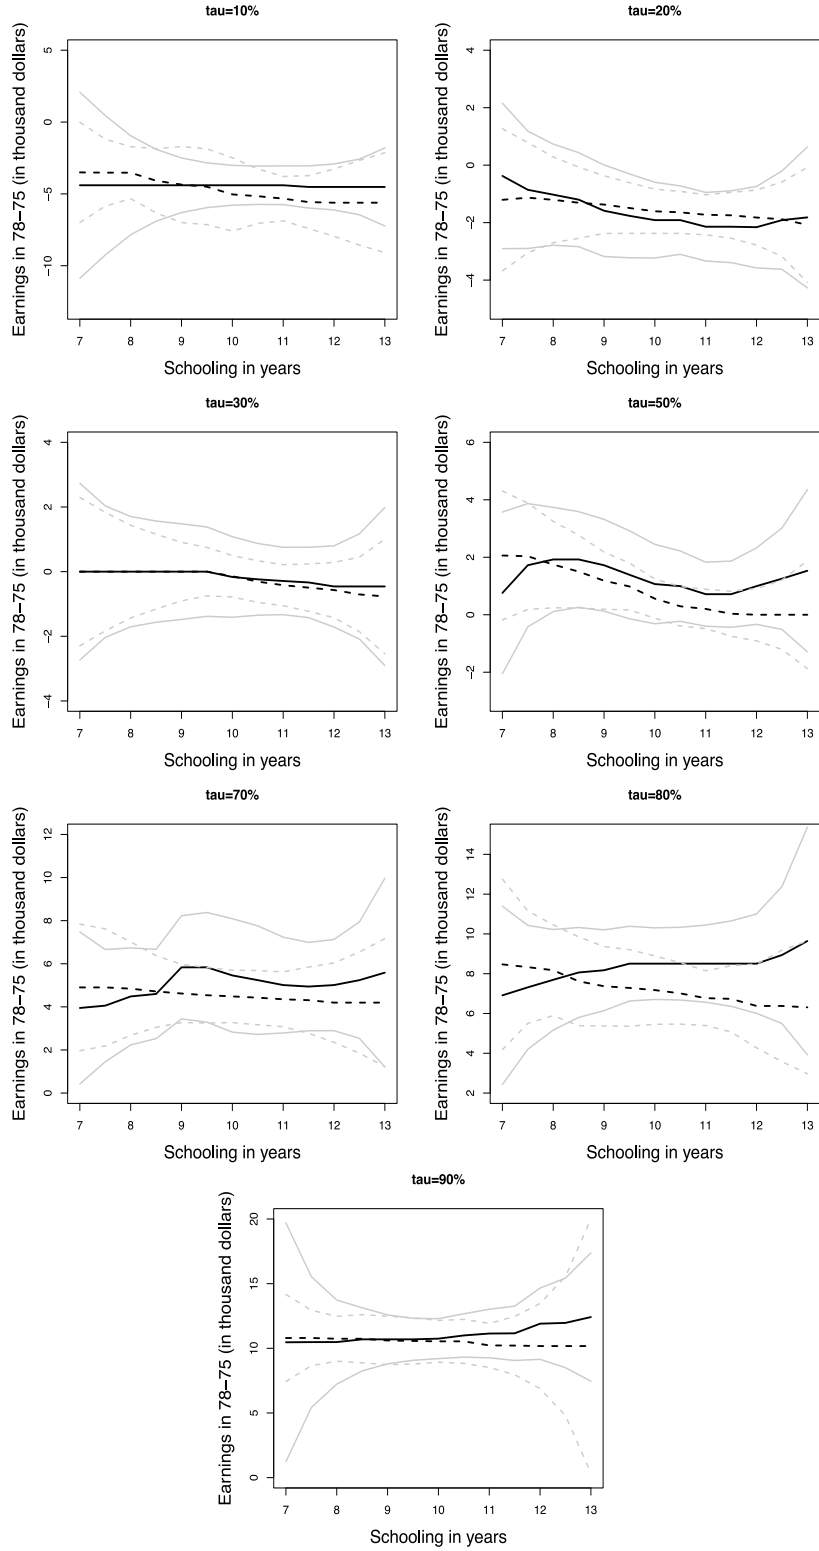 tau=10%
Earnings in 78−75 (in thousand dollars)
5
0
−5
−10
7 8 9 10 11 12 13
Schooling in years
tau=20%
Earnings in 78−75 (in thousand dollars)
4
2
0
−2
−4
7 8 9 10 11 12 13
Schooling in years
tau=30%
Earnings in 78−75 (in thousand dollars)
4
2
0
−2
−4
7 8 9 10 11 12 13
Schooling in years
tau=50%
Earnings in 78−75 (in thousand dollars)
6
4
2
0
−2
7 8 9 10 11 12 13
Schooling in years
tau=70%
Earnings in 78−75 (in thousand dollars)
12
10
8
6
4
2
0
7 8 9 10 11 12 13
Schooling in years
tau=80%
Earnings in 78−75 (in thousand dollars)
14
12
10
8
6
4
2
7 8 9 10 11 12 13
Schooling in years
tau=90%
Earnings in 78−75 (in thousand dollars)
20
15
10
5
0
7 8 9 10 11 12 13
Schooling in years